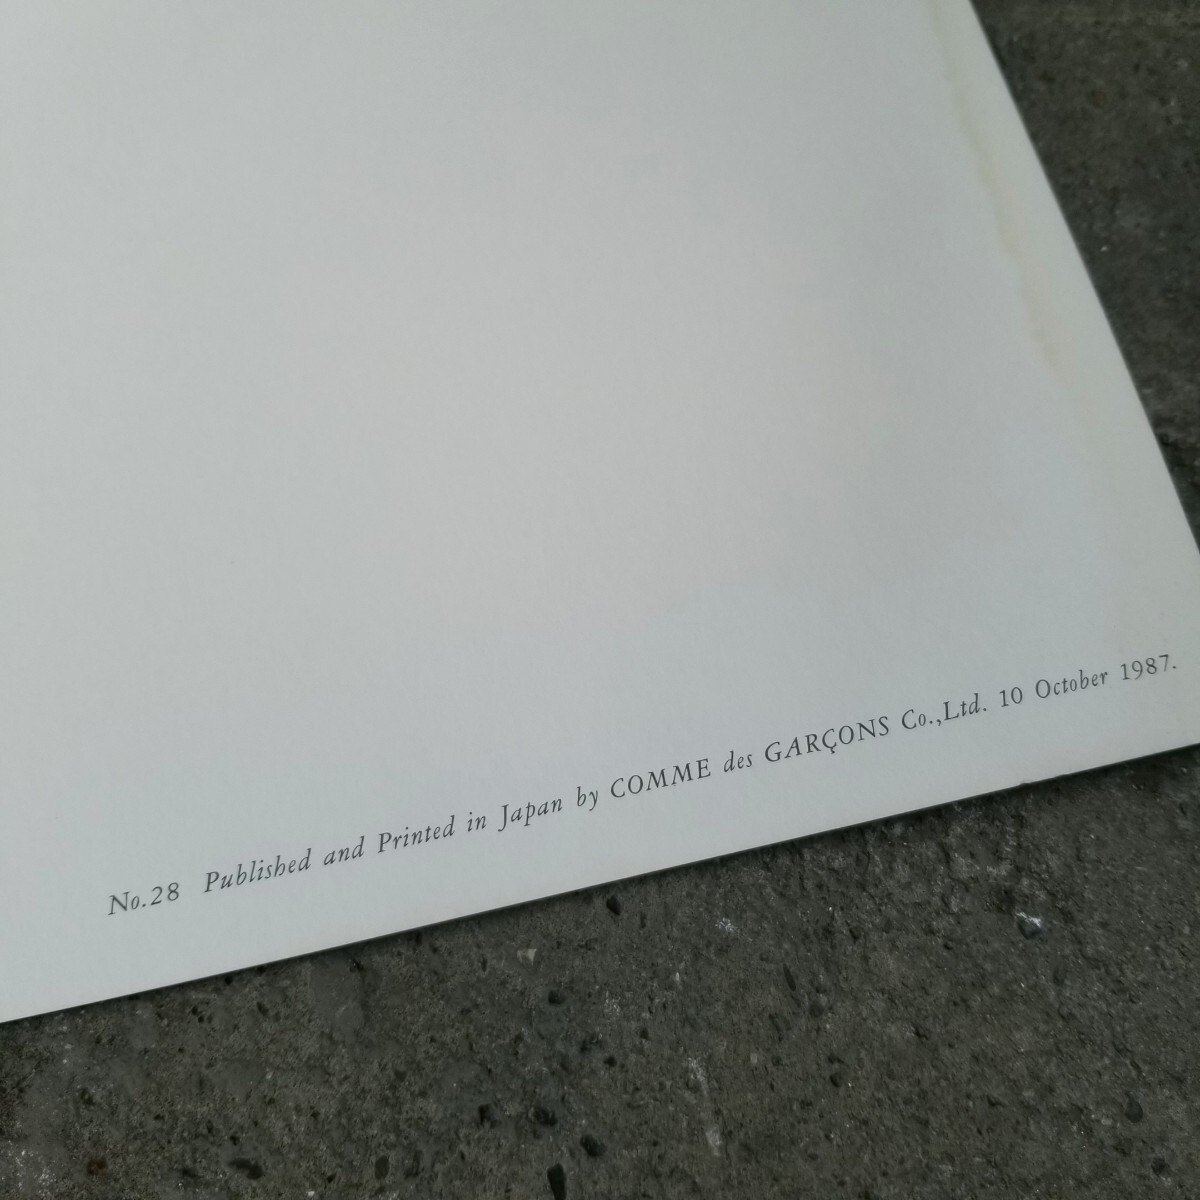 No.28 Published and Printed in Japan by COMME des GARÇONS Co.,Ltd. 10 October 1987.